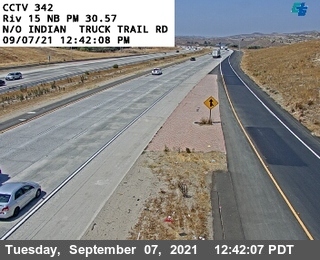 CCTV 342
Riv 15 NB PM 30.57
N/O INDIAN TRUCK TRAIL RD
09/07/21 12:42:08 PM
Tuesday, September 07, 2021 12:42:07 PDT